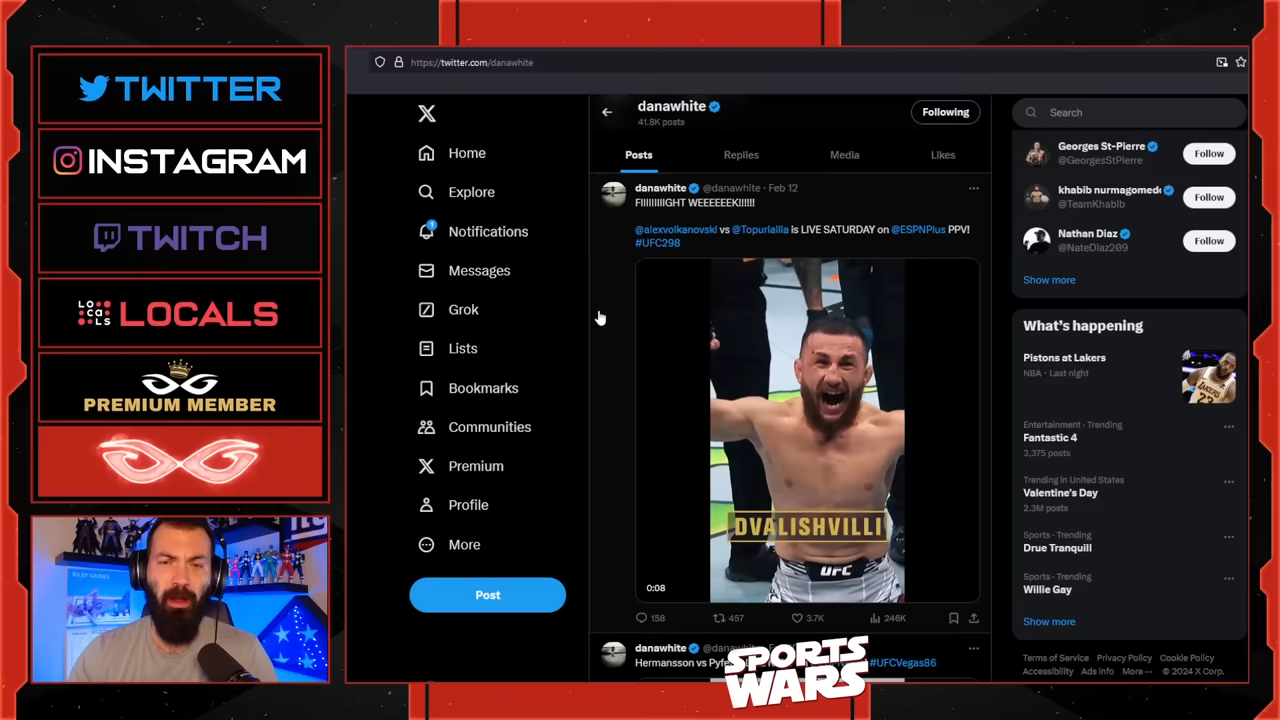 TWITTER
INSTAGRAM
TWITCH
LOCALS
LOCALS
PREMIUM MEMBER
https://twitter.com/danawhite
Home
Explore
1
Notifications
Messages
Grok
Lists
Bookmarks
Communities
Premium
Profile
More
Post
danawhite
41.8K posts
Following
Posts
Replies
Media
Likes
danawhite @danawhite · Feb 12
FIIIIIIIIIGHT WEEEEEEK!!!!!!
@alexvolkanovski vs @Topuriailia is LIVE SATURDAY on @ESPNPlus PPV!
#UFC298
DVALISHVILLI
UFC
0:08
158
457
3.7K
246K
danawhite
Hermansson vs Pyfe
#UFCVegas86
SPORTS
WARS
Search
Georges St-Pierre
@GeorgesStPierre
Follow
khabib nurmagomed
@TeamKhabib
Follow
Nathan Diaz
@NateDiaz209
Follow
Show more
What's happening
Pistons at Lakers
NBA · Last night
Entertainment · Trending
Fantastic 4
3,375 posts
Trending in United States
Valentine's Day
2.3M posts
Sports · Trending
Drue Tranquill
Sports · Trending
Willie Gay
Show more
Terms of Service Privacy Policy Cookie Policy
Accessibility Ads info More ··· © 2024 X Corp.